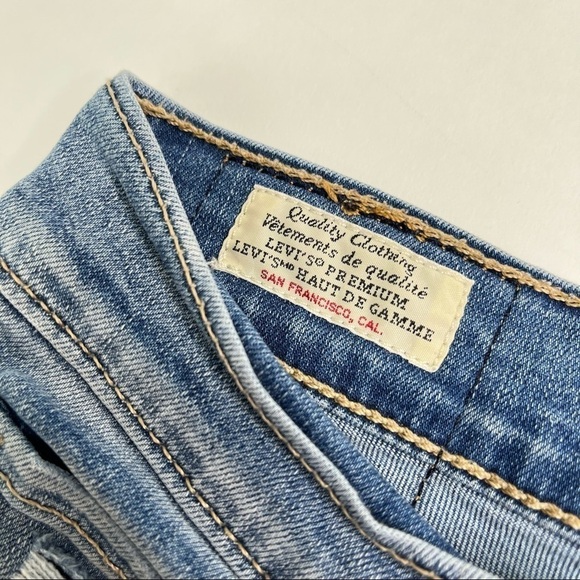 Quality Clothing
Vêtements de qualité
LEVI'S® PREMIUM
LEVI'SMD HAUT DE GAMME
SAN FRANCISCO, CAL.